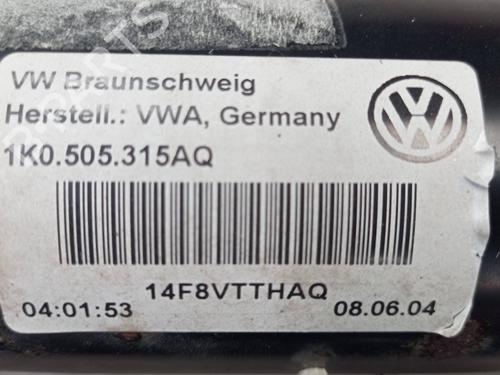 VW Braunschweig
Herstell.: VWA, Germany
1K0.505.315AQ
14F8VTTHAQ
04:01:53 08.06.04